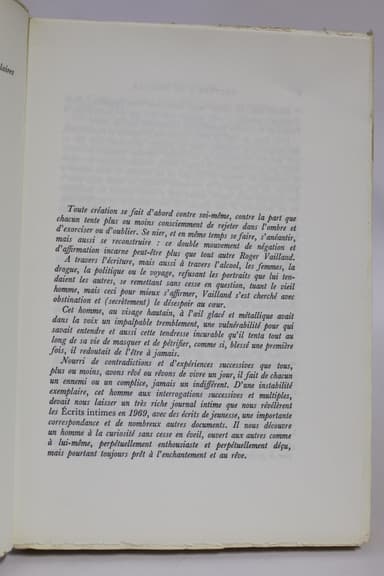 laires
Toute création se fait d'abord contre soi-même, contre la part que
chacun tente plus ou moins consciemment de rejeter dans l'ombre et
d'exorciser ou d'oublier. Se nier, et en même temps se faire, s'anéantir,
mais aussi se reconstruire : ce double mouvement de négation et
d'affirmation incarne peut-être plus que tout autre Roger Vailland.
A travers l'écriture, mais aussi à travers l'alcool, les femmes, la
drogue, la politique ou le voyage, refusant les portraits que lui ten-
daient les autres, se remettant sans cesse en question, tuant le vieil
homme, mais ceci pour mieux s'affirmer, Vailland s'est cherché avec
obstination et (secrètement) le désespoir au cœur.
Cet homme, au visage hautain, à l'œil glacé et métallique avait
dans la voix un impalpable tremblement, une vulnérabilité pour qui
savait entendre et aussi cette tendresse incurable qu'il tenta tout au
long de sa vie de masquer et de pétrifier, comme si, blessé une première
fois, il redoutait de l'être à jamais.
Nourri de contradictions et d'expériences successives que tous,
plus ou moins, avons rêvé ou rêvons de vivre un jour, il fait de chacun
un ennemi ou un complice, jamais un indifférent. D'une instabilité
exemplaire, cet homme aux interrogations successives et multiples,
devait nous laisser un très riche journal intime que nous révélèrent
les Écrits intimes en 1969, avec des écrits de jeunesse, une importante
correspondance et de nombreux autres documents. Il nous découvre
un homme à la curiosité sans cesse en éveil, ouvert aux autres comme
à lui-même, perpétuellement enthousiaste et perpétuellement déçu,
mais pourtant toujours prêt à l'enchantement et au rêve.